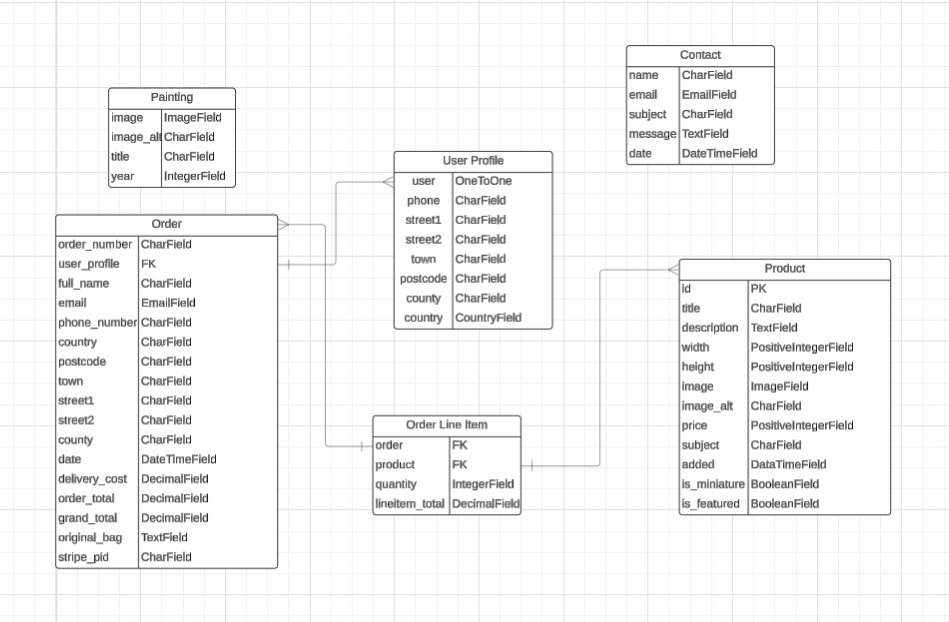 Contact
name CharField
email EmailField
subject CharField
message TextField
date DateTimeField
Painting
image ImageField
image_alt CharField
title CharField
year IntegerField
User Profile
user OneToOne
phone CharField
street1 CharField
street2 CharField
town CharField
postcode CharField
county CharField
country CountryField
Order
order_number CharField
user_profile FK
full_name CharField
email EmailField
phone_number CharField
country CharField
postcode CharField
town CharField
street1 CharField
street2 CharField
county CharField
date DateTimeField
delivery_cost DecimalField
order_total DecimalField
grand_total DecimalField
original_bag TextField
stripe_pid CharField
Product
id PK
title CharField
description TextField
width PositiveIntegerField
height PositiveIntegerField
image ImageField
image_alt CharField
price PositiveIntegerField
subject CharField
added DataTimeField
is_miniature BooleanField
is_featured BooleanField
Order Line Item
order FK
product FK
quantity IntegerField
lineitem_total DecimalField